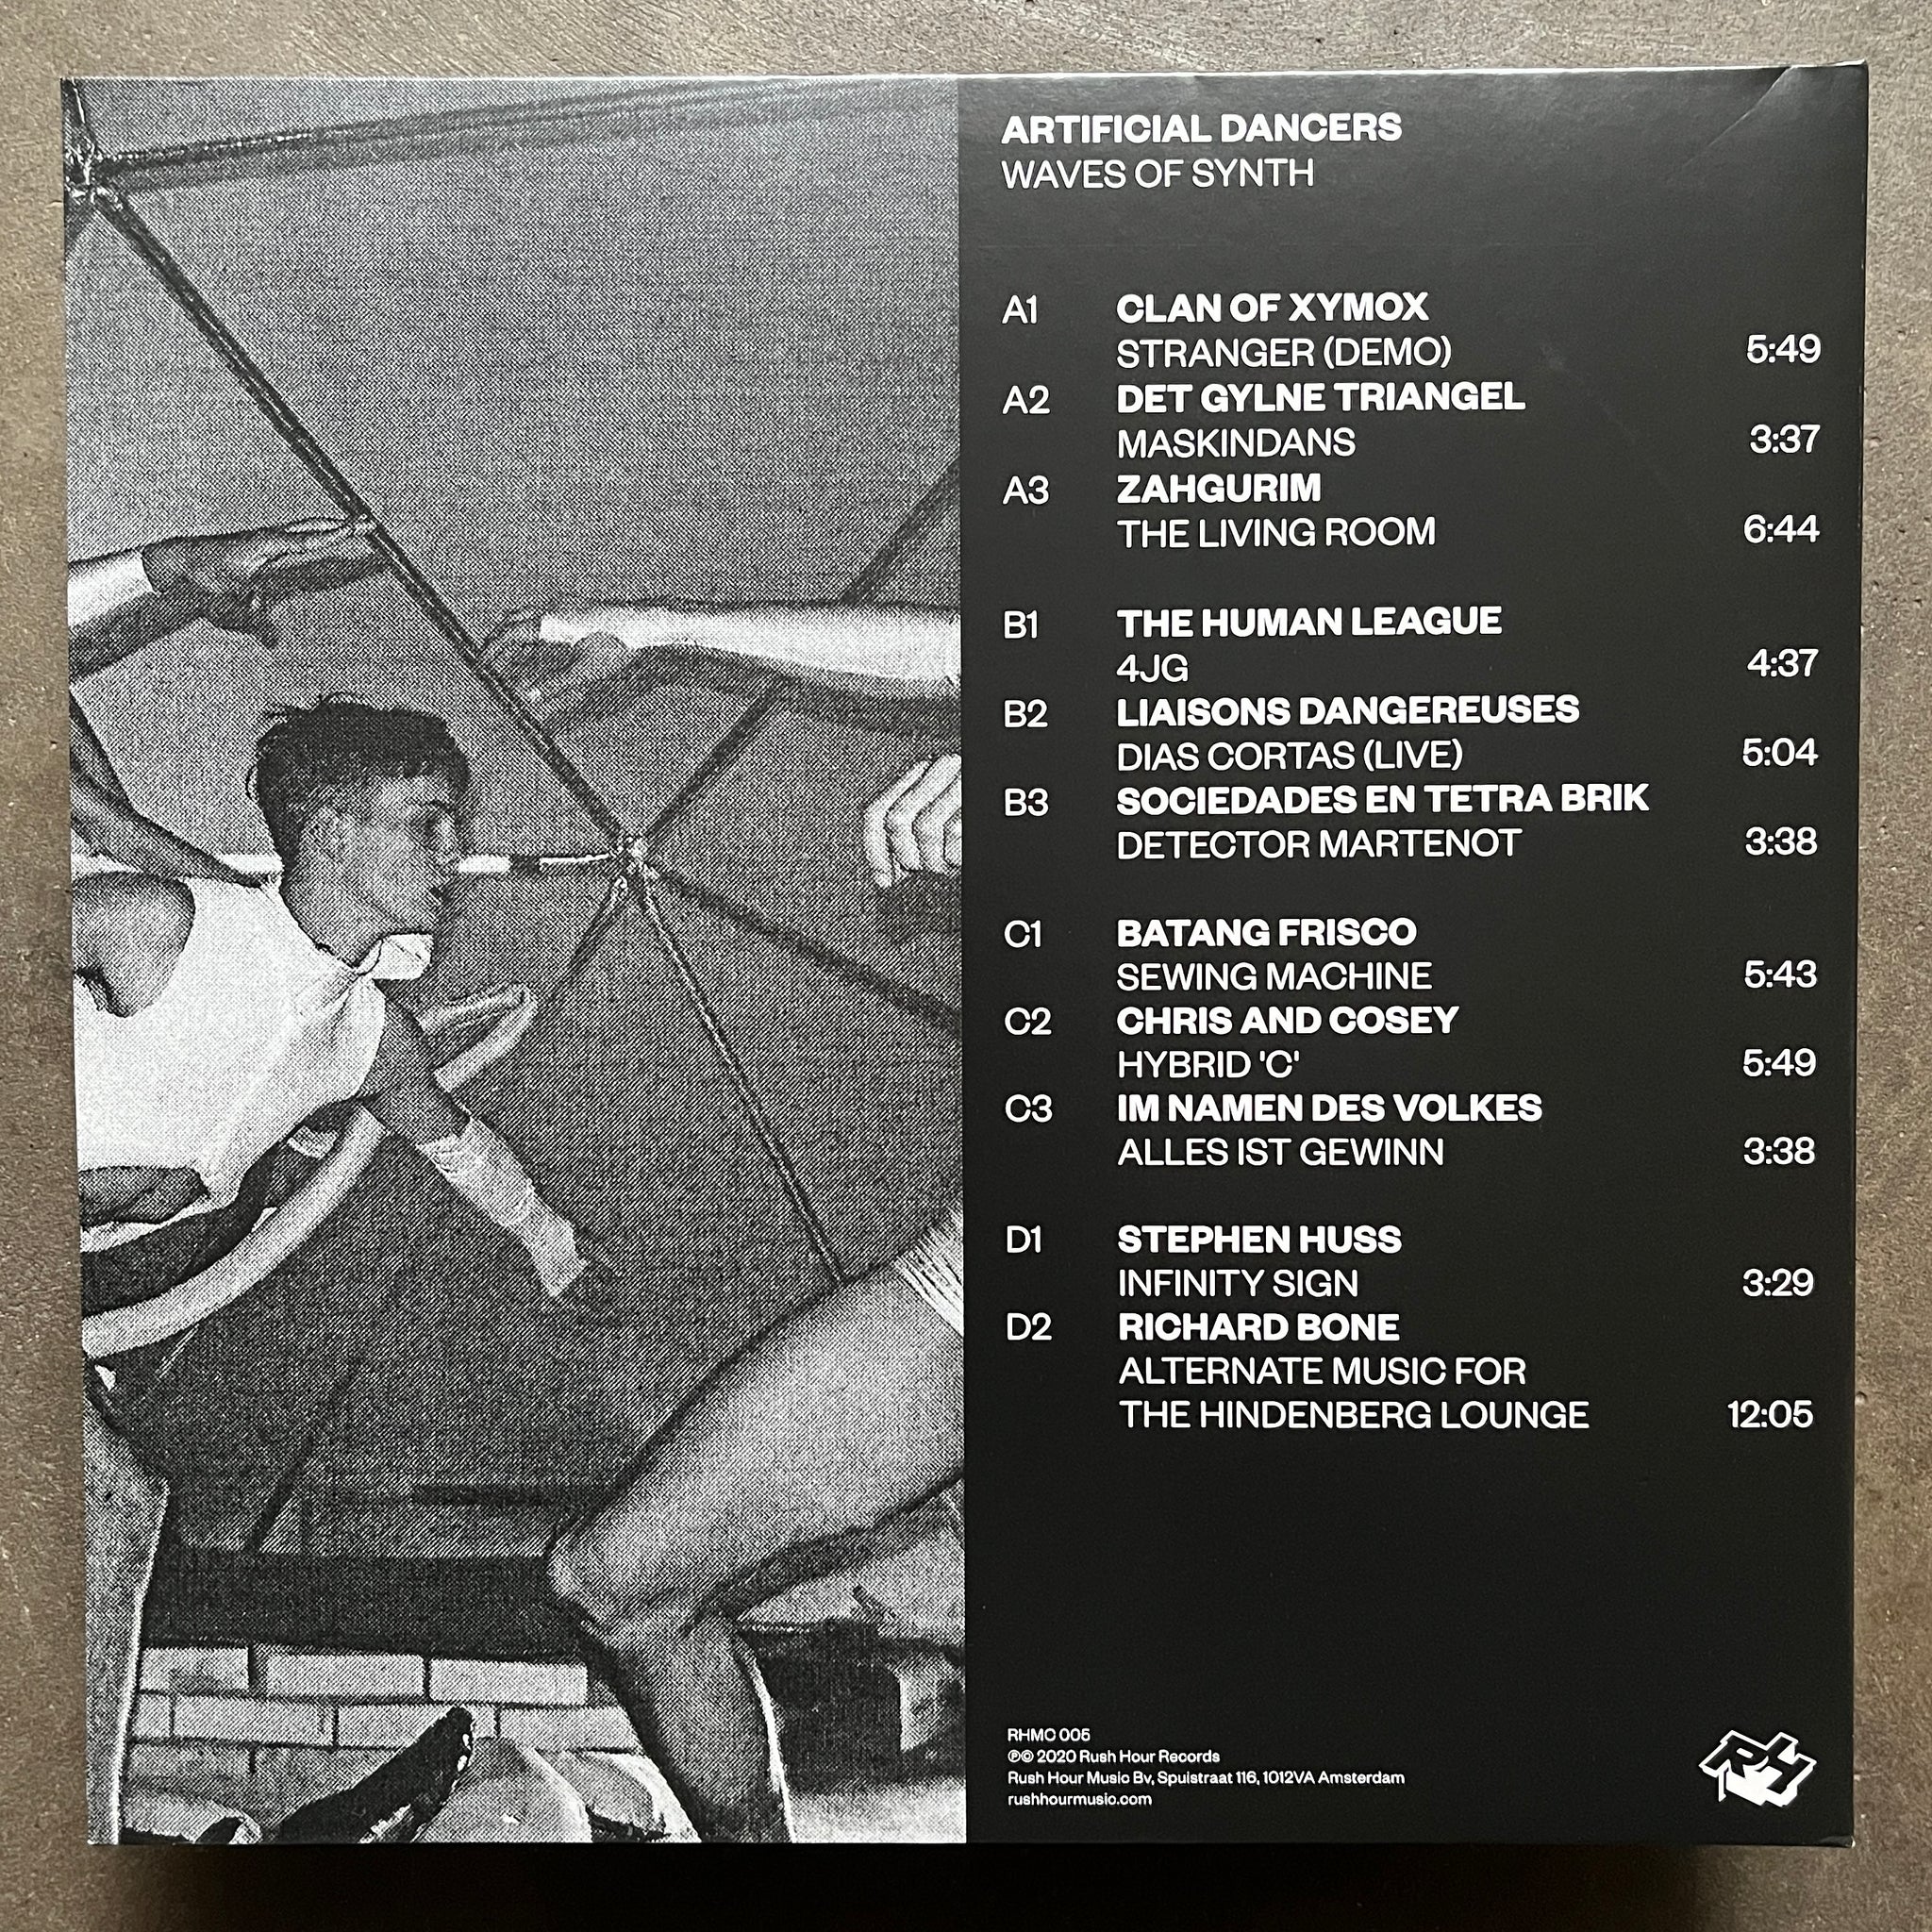 ARTIFICIAL DANCERS
WAVES OF SYNTH
A1 CLAN OF XYMOX
STRANGER (DEMO) 5:49
A2 DET GYLNE TRIANGEL
MASKINDANS 3:37
A3 ZAHGURIM
THE LIVING ROOM 6:44
B1 THE HUMAN LEAGUE
4JG 4:37
B2 LIAISONS DANGEREUSES
DIAS CORTAS (LIVE) 5:04
B3 SOCIEDADES EN TETRA BRIK
DETECTOR MARTENOT 3:38
C1 BATANG FRISCO
SEWING MACHINE 5:43
C2 CHRIS AND COSEY
HYBRID 'C' 5:49
C3 IM NAMEN DES VOLKES
ALLES IST GEWINN 3:38
D1 STEPHEN HUSS
INFINITY SIGN 3:29
D2 RICHARD BONE
ALTERNATE MUSIC FOR
THE HINDENBERG LOUNGE 12:05
RHMC 005
℗© 2020 Rush Hour Records
Rush Hour Music Bv, Spuistraat 116, 1012VA Amsterdam
rushhourmusic.com
RH